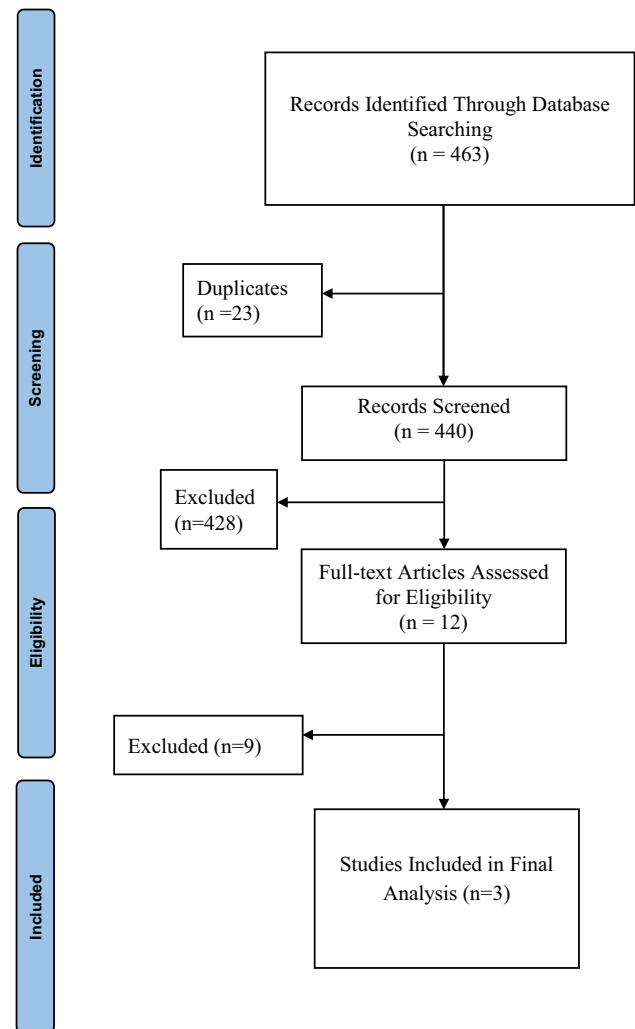 Identification
Records Identified Through Database
Searching
(n = 463)
Screening
Duplicates
(n =23)
Records Screened
(n = 440)
Excluded
(n=428)
Eligibility
Full-text Articles Assessed
for Eligibility
(n = 12)
Excluded (n=9)
Included
Studies Included in Final
Analysis (n=3)